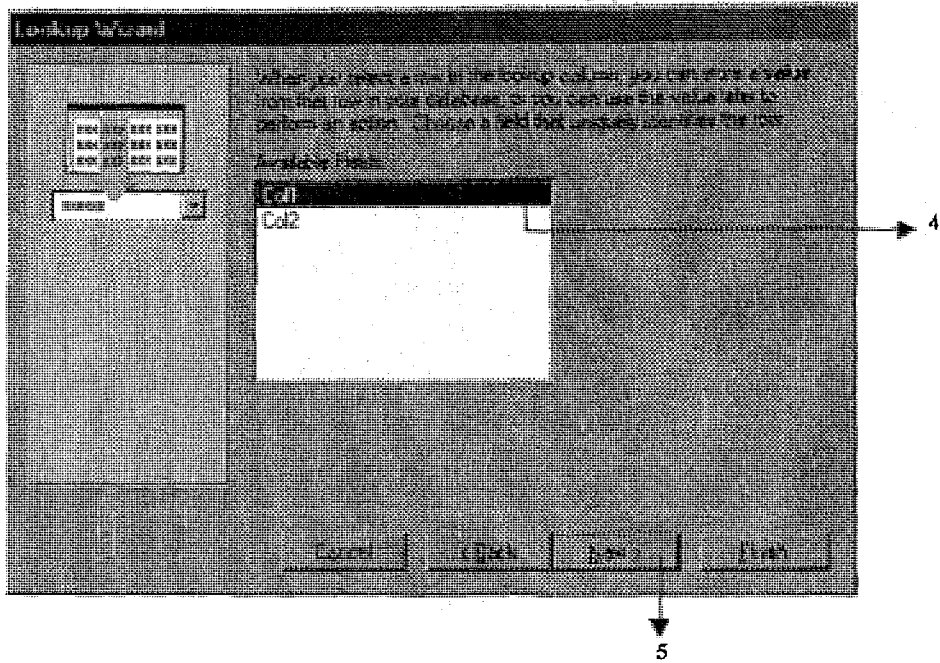 Lookup Wizard
When you select a row in the lookup column, you can store a value
from that row in your database, or you can use the value later to
perform an action. Choose a field that uniquely identifies the row.
Available Fields:
Col1
Col2
4
Cancel
< Back
Next >
Finish
5